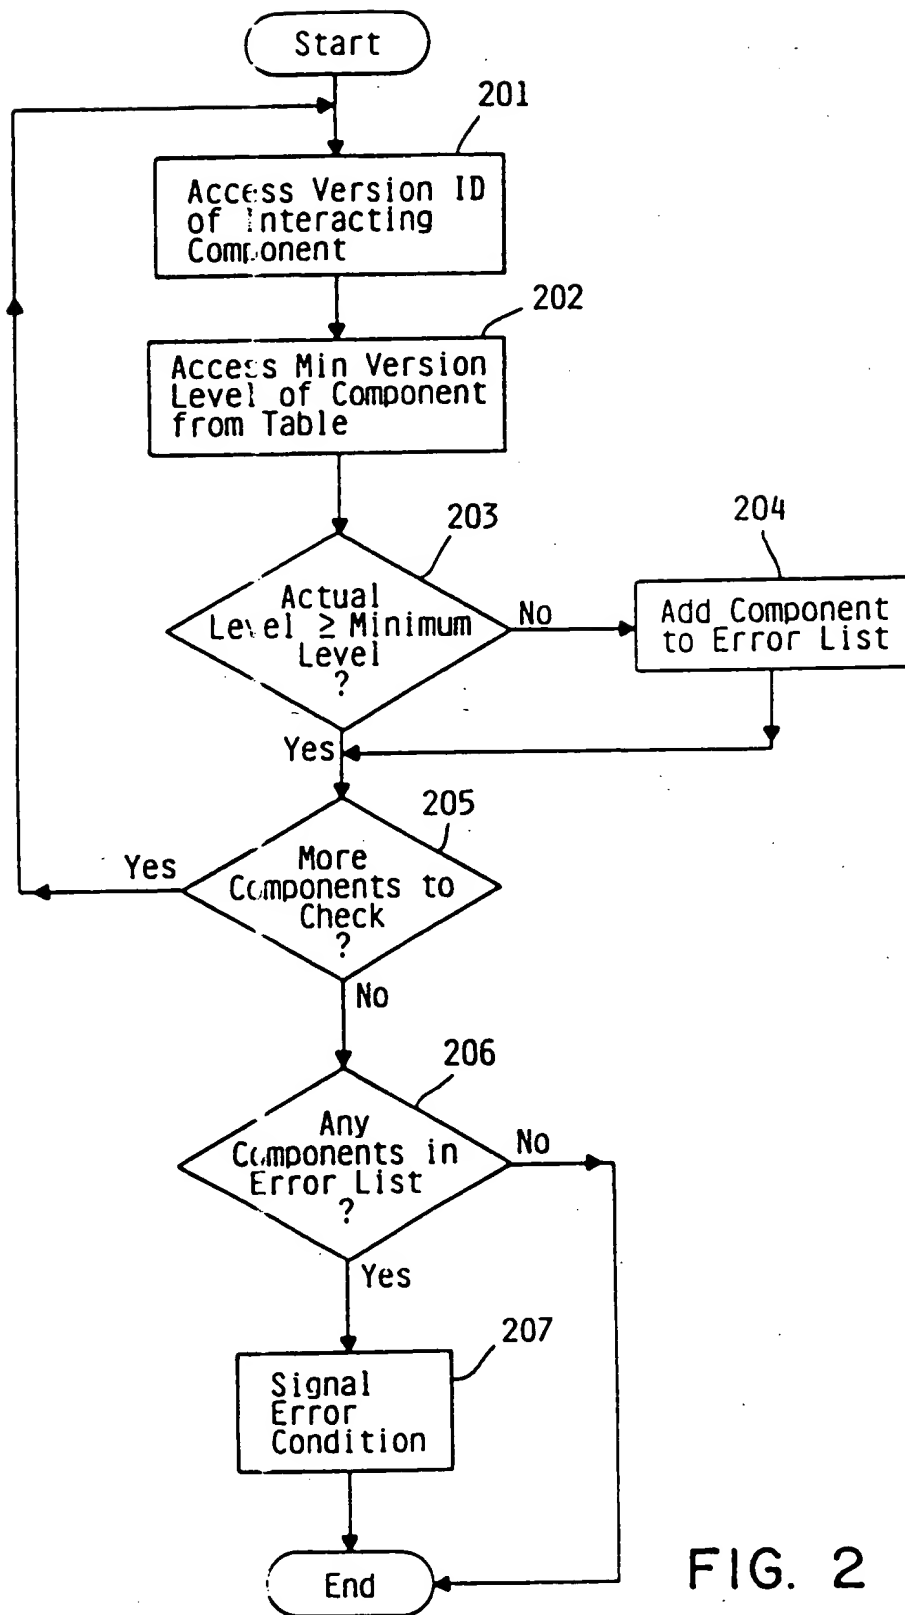 Start
201
Access Version ID
of Interacting
Component
202
Access Min Version
Level of Component
from Table
203
Actual
Level ≥ Minimum
Level
?
No
204
Add Component
to Error List
Yes
205
More
Components to
Check
?
Yes
No
206
Any
Components in
Error List
?
No
Yes
207
Signal
Error
Condition
End
FIG. 2